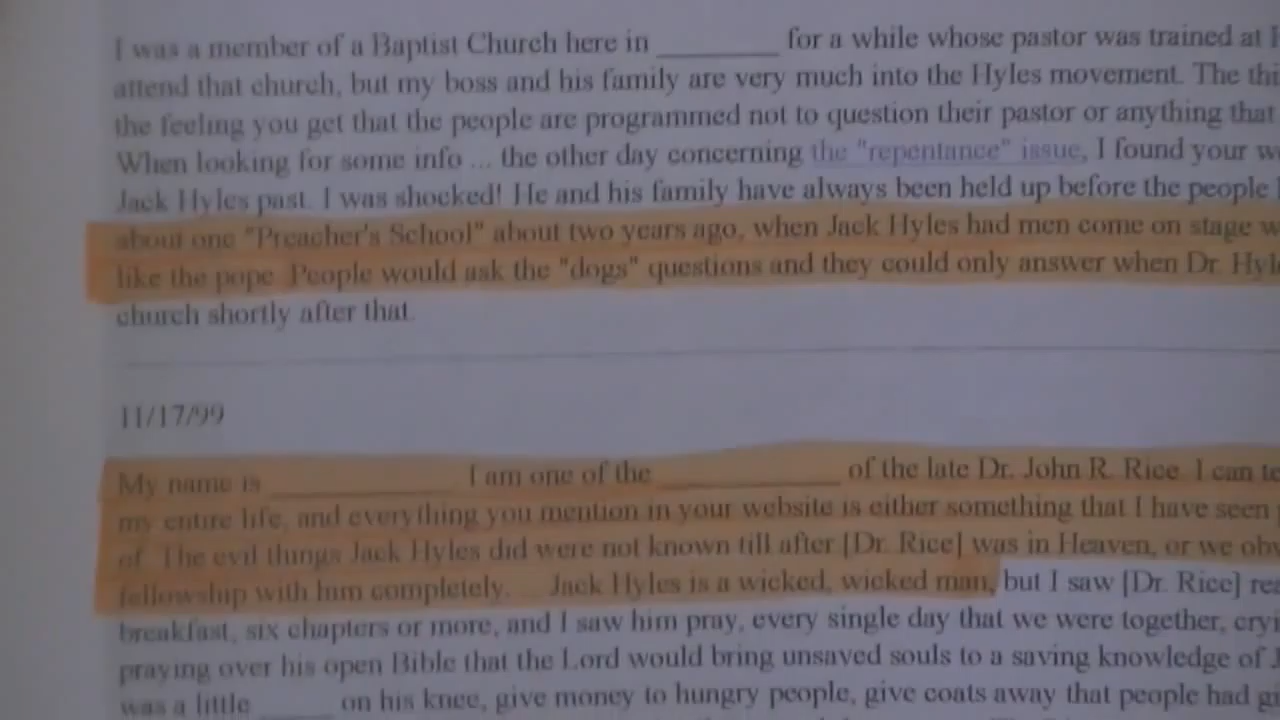 I was a member of a Baptist Church here in ________ for a while whose pastor was trained at
attend that church, but my boss and his family are very much into the Hyles movement. The
the feeling you get that the people are programmed not to question their pastor or anything that
When looking for some info ... the other day concerning the "repentance" issue, I found your
Jack Hyles past. I was shocked! He and his family have always been held up before the people
about one "Preacher's School" about two years ago, when Jack Hyles had men come on stage
like the pope. People would ask the "dogs" questions and they could only answer when Dr.
church shortly after that.
11/17/99
My name is ____________ I am one of the ____________ of the late Dr. John R. Rice. I can
my entire life, and everything you mention in your website is either something that I have seen
of. The evil things Jack Hyles did were not known till after [Dr. Rice] was in Heaven, or we
fellowship with him completely. ... Jack Hyles is a wicked, wicked man, but I saw [Dr. Rice]
breakfast, six chapters or more, and I saw him pray, every single day that we were together,
praying over his open Bible that the Lord would bring unsaved souls to a saving knowledge of
was a little _____ on his knee, give money to hungry people, give coats away that people had